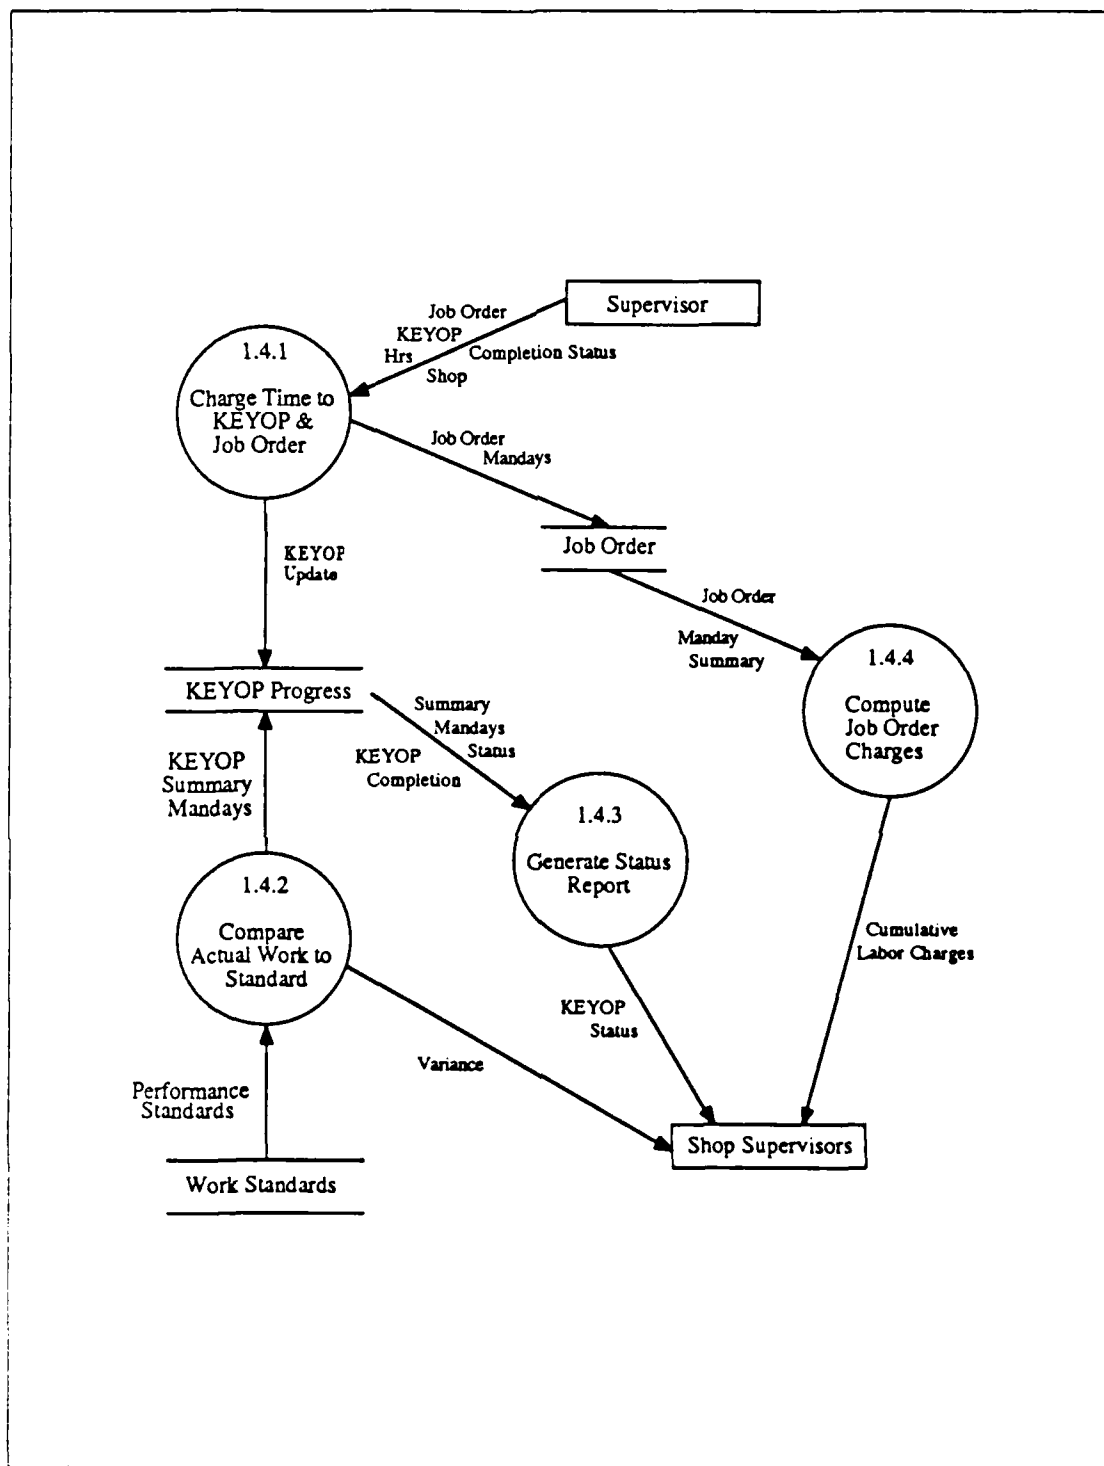 Supervisor
Job Order
KEYOP
Hrs
Completion Status
Shop
1.4.1
Charge Time to
KEYOP &
Job Order
Job Order
Mandays
KEYOP
Update
Job Order
Job Order
Manday
Summary
1.4.4
Compute
Job Order
Charges
KEYOP Progress
Summary
Mandays
Status
KEYOP
Completion
KEYOP
Summary
Mandays
1.4.3
Generate Status
Report
1.4.2
Compare
Actual Work to
Standard
Cumulative
Labor Charges
KEYOP
Status
Variance
Performance
Standards
Shop Supervisors
Work Standards